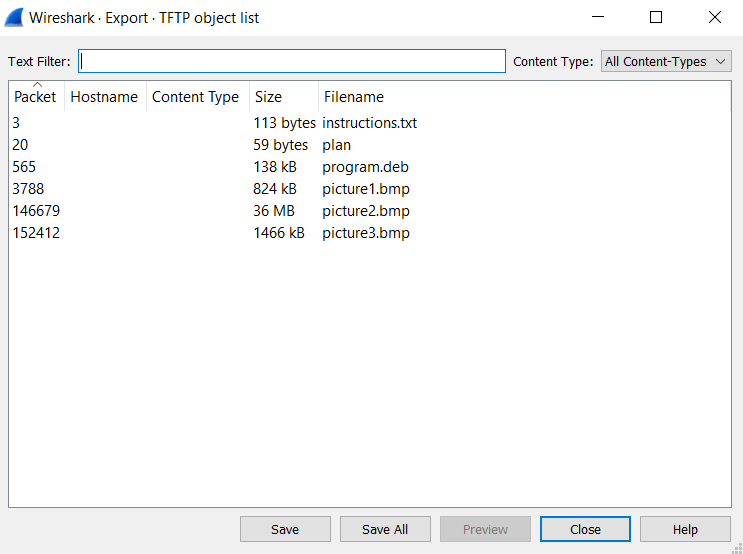 Wireshark · Export · TFTP object list
Text Filter: Content Type: All Content-Types
Packet Hostname Content Type Size Filename
3 113 bytes instructions.txt
20 59 bytes plan
565 138 kB program.deb
3788 824 kB picture1.bmp
146679 36 MB picture2.bmp
152412 1466 kB picture3.bmp
Save Save All Preview Close Help